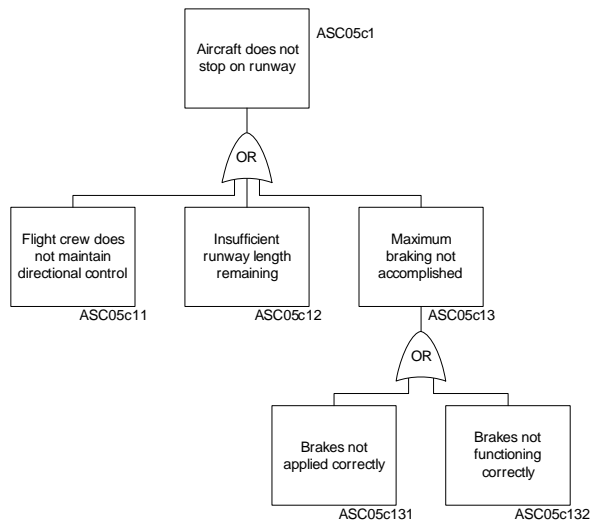 ASC05c1
Aircraft does not
stop on runway
OR
Flight crew does
not maintain
directional control
Insufficient
runway length
remaining
Maximum
braking not
accomplished
ASC05c11
ASC05c12
ASC05c13
OR
Brakes not
applied correctly
Brakes not
functioning
correctly
ASC05c131
ASC05c132